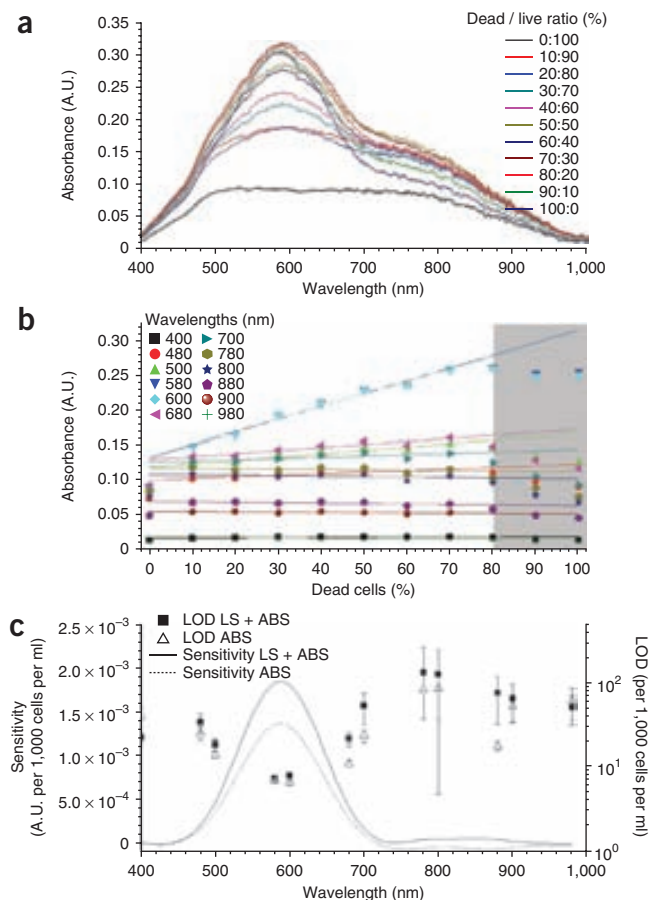 a
Absorbance (A.U.)
0.35
0.30
0.25
0.20
0.15
0.10
0.05
0
400 500 600 700 800 900 1,000
Wavelength (nm)
Dead / live ratio (%)
0:100
10:90
20:80
30:70
40:60
50:50
60:40
70:30
80:20
90:10
100:0
b
Absorbance (A.U.)
0.30
0.25
0.20
0.15
0.10
0.05
0
Wavelengths (nm)
400 700
480 780
500 800
580 880
600 900
680 980
0 10 20 30 40 50 60 70 80 90 100
Dead cells (%)
c
Sensitivity
(A.U. per 1,000 cells per ml)
2.5 × 10⁻³
2.0 × 10⁻³
1.5 × 10⁻³
1.0 × 10⁻³
5.0 × 10⁻⁴
0
LOD LS + ABS
LOD ABS
Sensitivity LS + ABS
Sensitivity ABS
LOD (per 1,000 cells per ml)
10²
10¹
10⁰
400 500 600 700 800 900 1,000
Wavelength (nm)